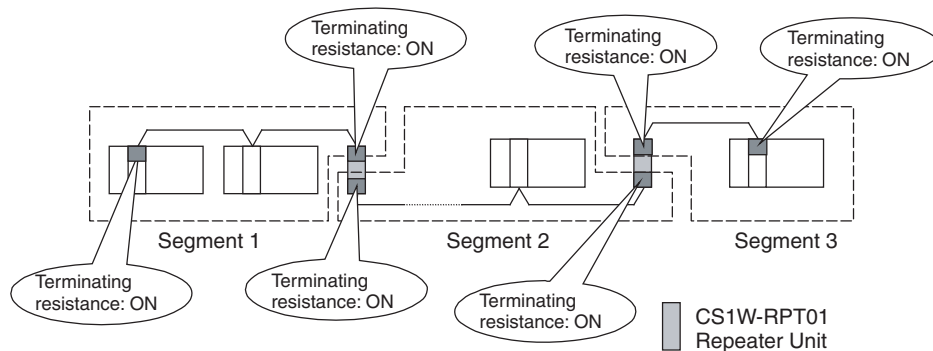 Terminating
resistance: ON
Terminating
resistance: ON
Terminating
resistance: ON
Segment 1
Segment 2
Segment 3
Terminating
resistance: ON
Terminating
resistance: ON
Terminating
resistance: ON
CS1W-RPT01
Repeater Unit